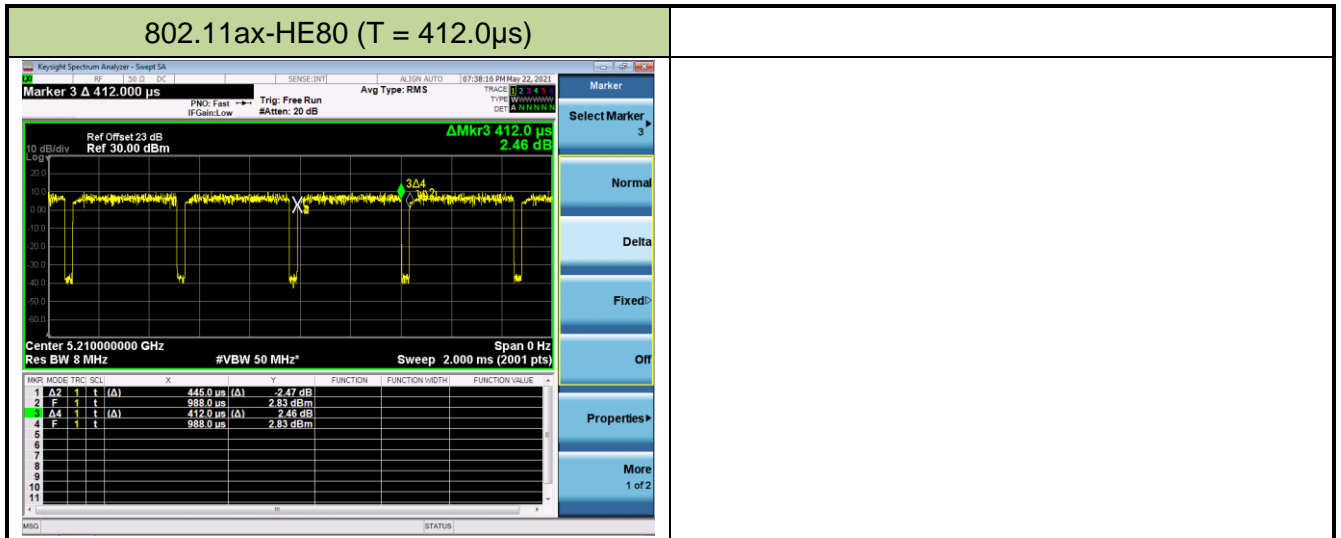 802.11ax-HE80 (T = 412.0µs)
Keysight Spectrum Analyzer - Swept SA
RF 50 Ω DC SENSE:INT ALIGN AUTO 07:38:16 PM May 22, 2021
Marker 3 Δ 412.000 µs
PNO: Fast
IFGain:Low
Trig: Free Run
#Atten: 20 dB
Avg Type: RMS
TRACE 1 2 3 4 5 6
TYPE WWWWWW
DET A N N N N N
Ref Offset 23 dB
10 dB/div Ref 30.00 dBm
Log
ΔMkr3 412.0 µs
2.46 dB
20.0
10.0
0.00
-10.0
-20.0
-30.0
-40.0
-50.0
-60.0
3Δ4
1Δ2
Center 5.210000000 GHz Span 0 Hz
Res BW 8 MHz #VBW 50 MHz* Sweep 2.000 ms (2001 pts)
MKR MODE TRC SCL X Y FUNCTION FUNCTION WIDTH FUNCTION VALUE
1 Δ2 1 t (Δ) 445.0 µs (Δ) -2.47 dB
2 F 1 t 988.0 µs 2.83 dBm
3 Δ4 1 t (Δ) 412.0 µs (Δ) 2.46 dB
4 F 1 t 988.0 µs 2.83 dBm
5
6
7
8
9
10
11
MSG STATUS
Marker
Select Marker
3
Normal
Delta
Fixed
Off
Properties
More
1 of 2